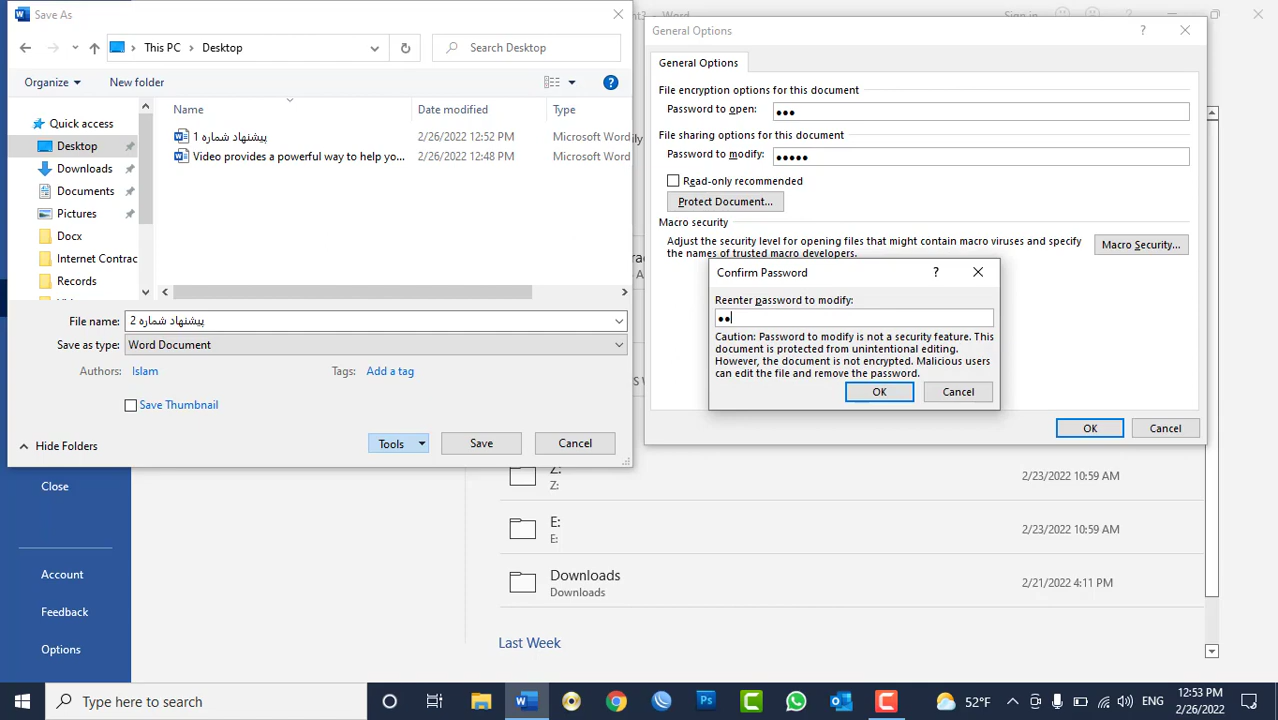 Save As
This PC
Desktop
Search Desktop
Organize
New folder
Name
Date modified
Type
Quick access
Desktop
Downloads
Documents
Pictures
Docx
Internet Contrac
Records
پیشنهاد شماره 1
2/26/2022 12:52 PM
Microsoft Word
Video provides a powerful way to help yo...
2/26/2022 12:48 PM
Microsoft Word
File name:
پیشنهاد شماره 2
Save as type:
Word Document
Authors:
Islam
Tags:
Add a tag
Save Thumbnail
Hide Folders
Tools
Save
Cancel
Word
Sign in
General Options
General Options
File encryption options for this document
Password to open:
•••
File sharing options for this document
Password to modify:
•••••
Read-only recommended
Protect Document...
Macro security
Adjust the security level for opening files that might contain macro viruses and specify
the names of trusted macro developers.
Macro Security...
Confirm Password
Reenter password to modify:
••
Caution: Password to modify is not a security feature. This
document is protected from unintentional editing.
However, the document is not encrypted. Malicious users
can edit the file and remove the password.
OK
Cancel
OK
Cancel
Close
Account
Feedback
Options
Z:
Z:
2/23/2022 10:59 AM
E:
E:
2/23/2022 10:59 AM
Downloads
Downloads
2/21/2022 4:11 PM
Last Week
Type here to search
52°F
ENG
12:53 PM
2/26/2022